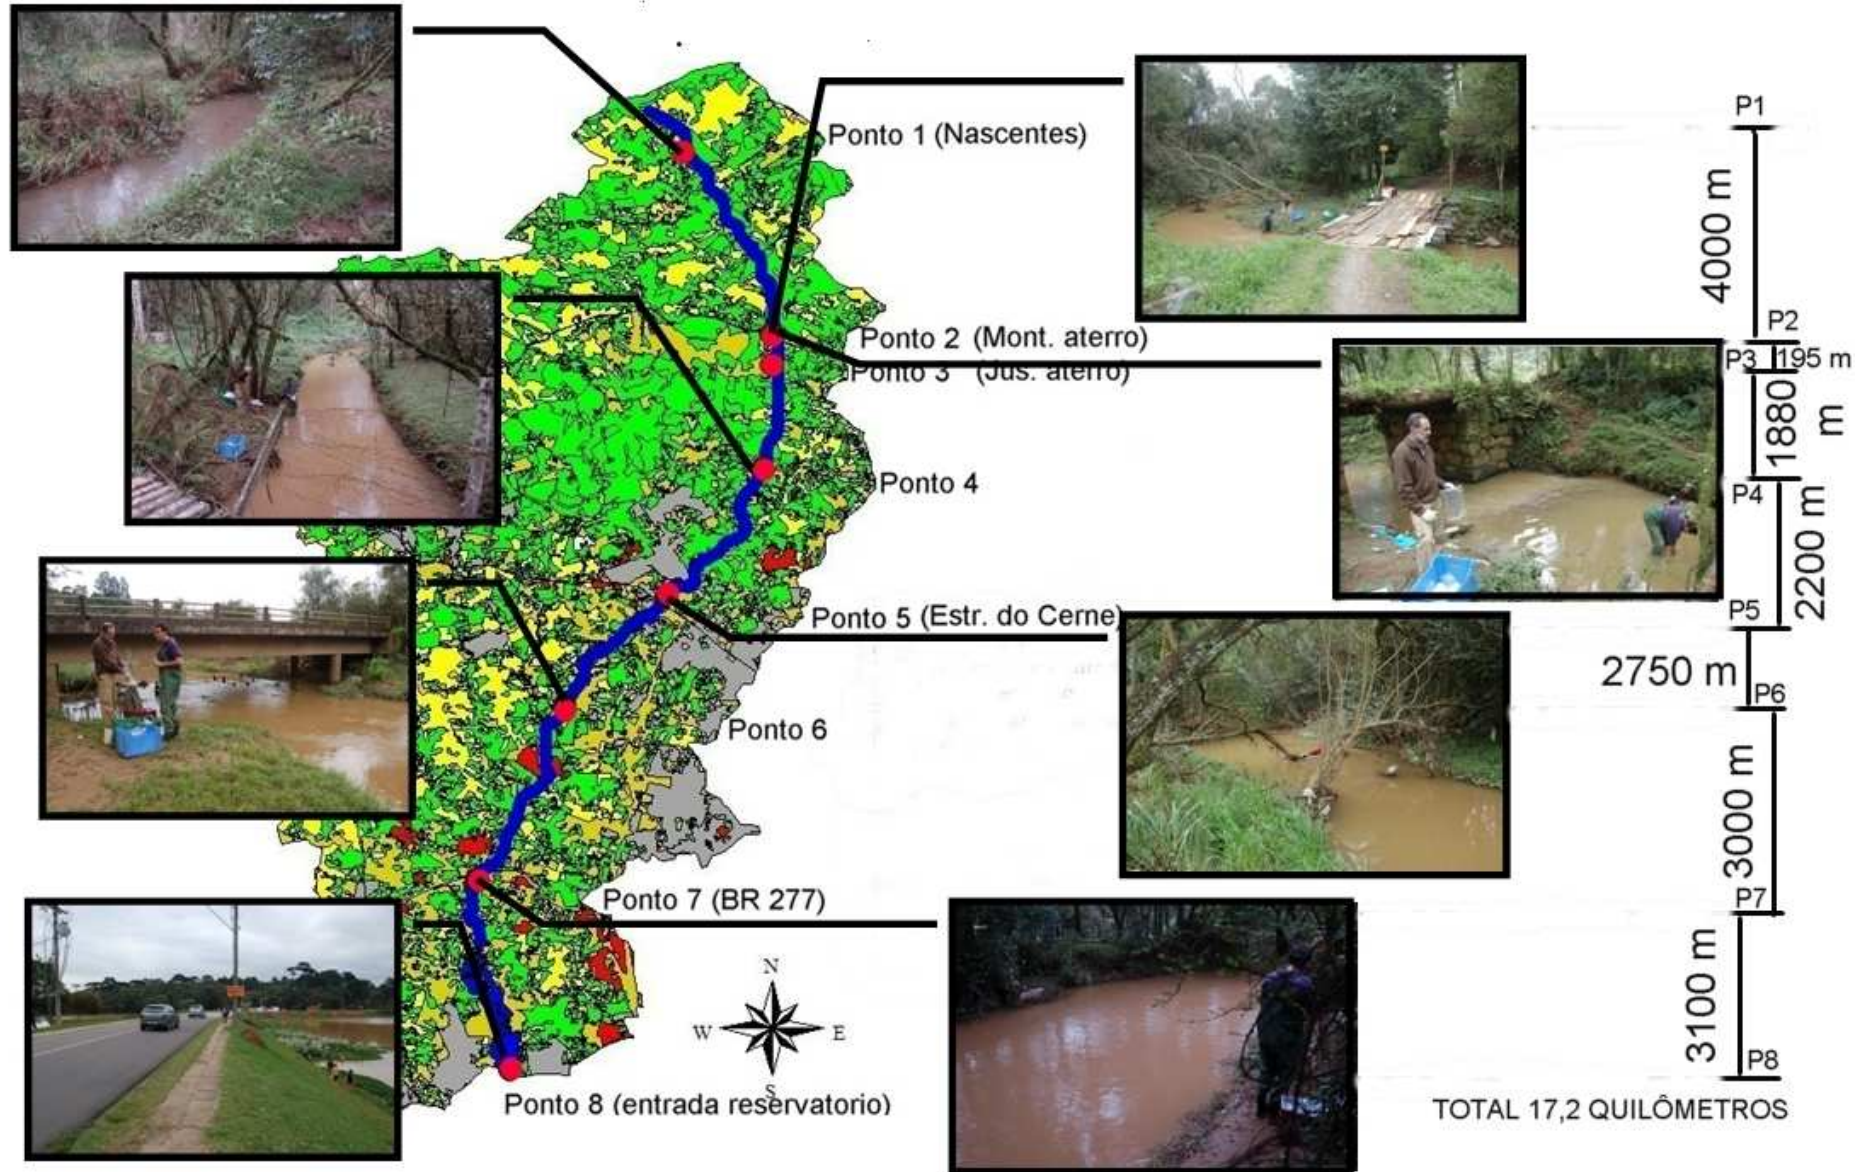 Ponto 1 (Nascentes)
Ponto 2 (Mont. aterro)
Ponto 3 (Jus. aterro)
Ponto 4
Ponto 5 (Estr. do Cerne)
Ponto 6
Ponto 7 (BR 277)
Ponto 8 (entrada reservatorio)
N
W
E
S
P1
4000 m
P2
P3
195 m
1880
m
P4
2200 m
P5
2750 m
P6
3000 m
P7
3100 m
P8
TOTAL 17,2 QUILÔMETROS